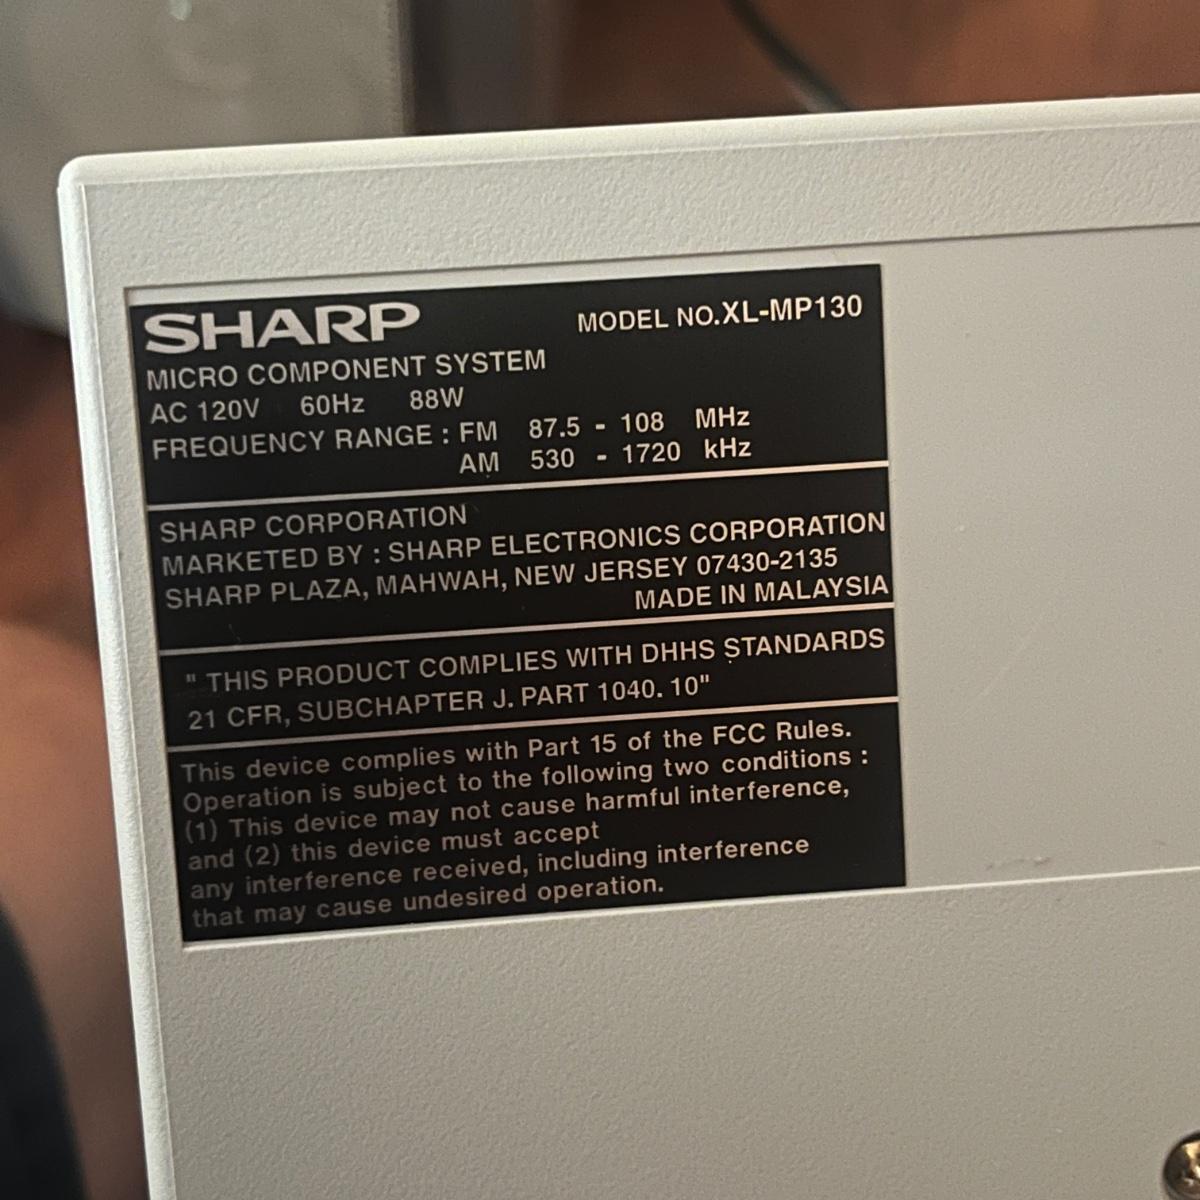 SHARP MODEL NO.XL-MP130
MICRO COMPONENT SYSTEM
AC 120V 60Hz 88W
FREQUENCY RANGE : FM 87.5 - 108 MHz
AM 530 - 1720 kHz
SHARP CORPORATION
MARKETED BY : SHARP ELECTRONICS CORPORATION
SHARP PLAZA, MAHWAH, NEW JERSEY 07430-2135
MADE IN MALAYSIA
" THIS PRODUCT COMPLIES WITH DHHS STANDARDS
21 CFR, SUBCHAPTER J. PART 1040. 10"
This device complies with Part 15 of the FCC Rules.
Operation is subject to the following two conditions :
(1) This device may not cause harmful interference,
and (2) this device must accept
any interference received, including interference
that may cause undesired operation.